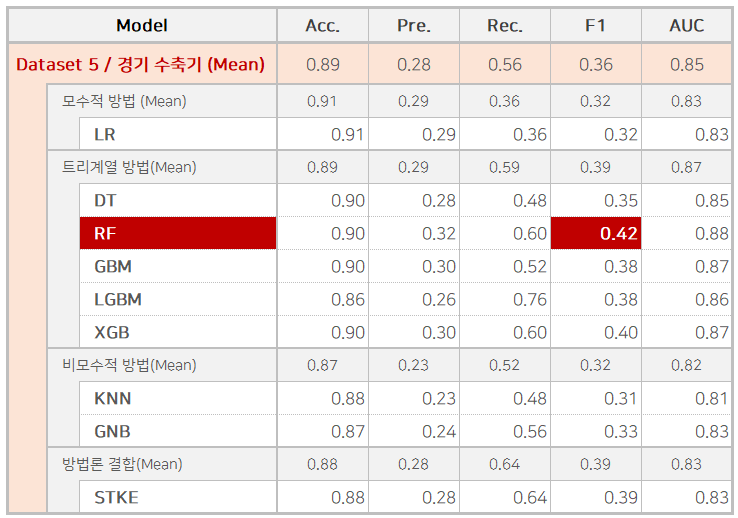 Model Acc. Pre. Rec. F1 AUC
Dataset 5 / 경기 수축기 (Mean) 0.89 0.28 0.56 0.36 0.85
모수적 방법 (Mean) 0.91 0.29 0.36 0.32 0.83
LR 0.91 0.29 0.36 0.32 0.83
트리계열 방법(Mean) 0.89 0.29 0.59 0.39 0.87
DT 0.90 0.28 0.48 0.35 0.85
RF 0.90 0.32 0.60 0.42 0.88
GBM 0.90 0.30 0.52 0.38 0.87
LGBM 0.86 0.26 0.76 0.38 0.86
XGB 0.90 0.30 0.60 0.40 0.87
비모수적 방법(Mean) 0.87 0.23 0.52 0.32 0.82
KNN 0.88 0.23 0.48 0.31 0.81
GNB 0.87 0.24 0.56 0.33 0.83
방법론 결합(Mean) 0.88 0.28 0.64 0.39 0.83
STKE 0.88 0.28 0.64 0.39 0.83